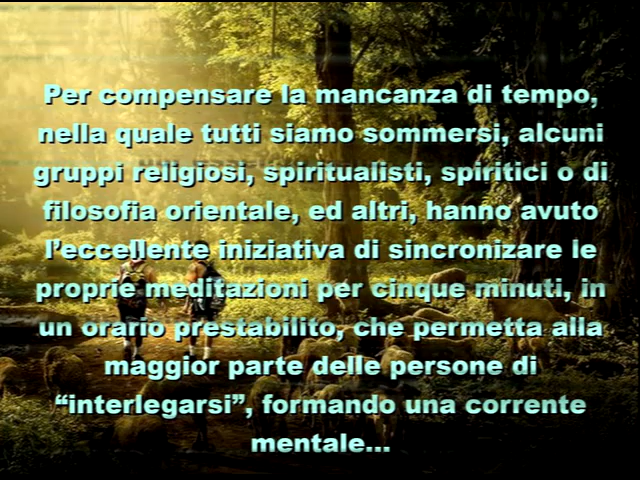 Per compensare la mancanza di tempo,
nella quale tutti siamo sommersi, alcuni
gruppi religiosi, spiritualisti, spiritici o di
filosofia orientale, ed altri, hanno avuto
l'eccellente iniziativa di sincronizare le
proprie meditazioni per cinque minuti, in
un orario prestabilito, che permetta alla
maggior parte delle persone di
“interlegarsi”, formando una corrente
mentale...